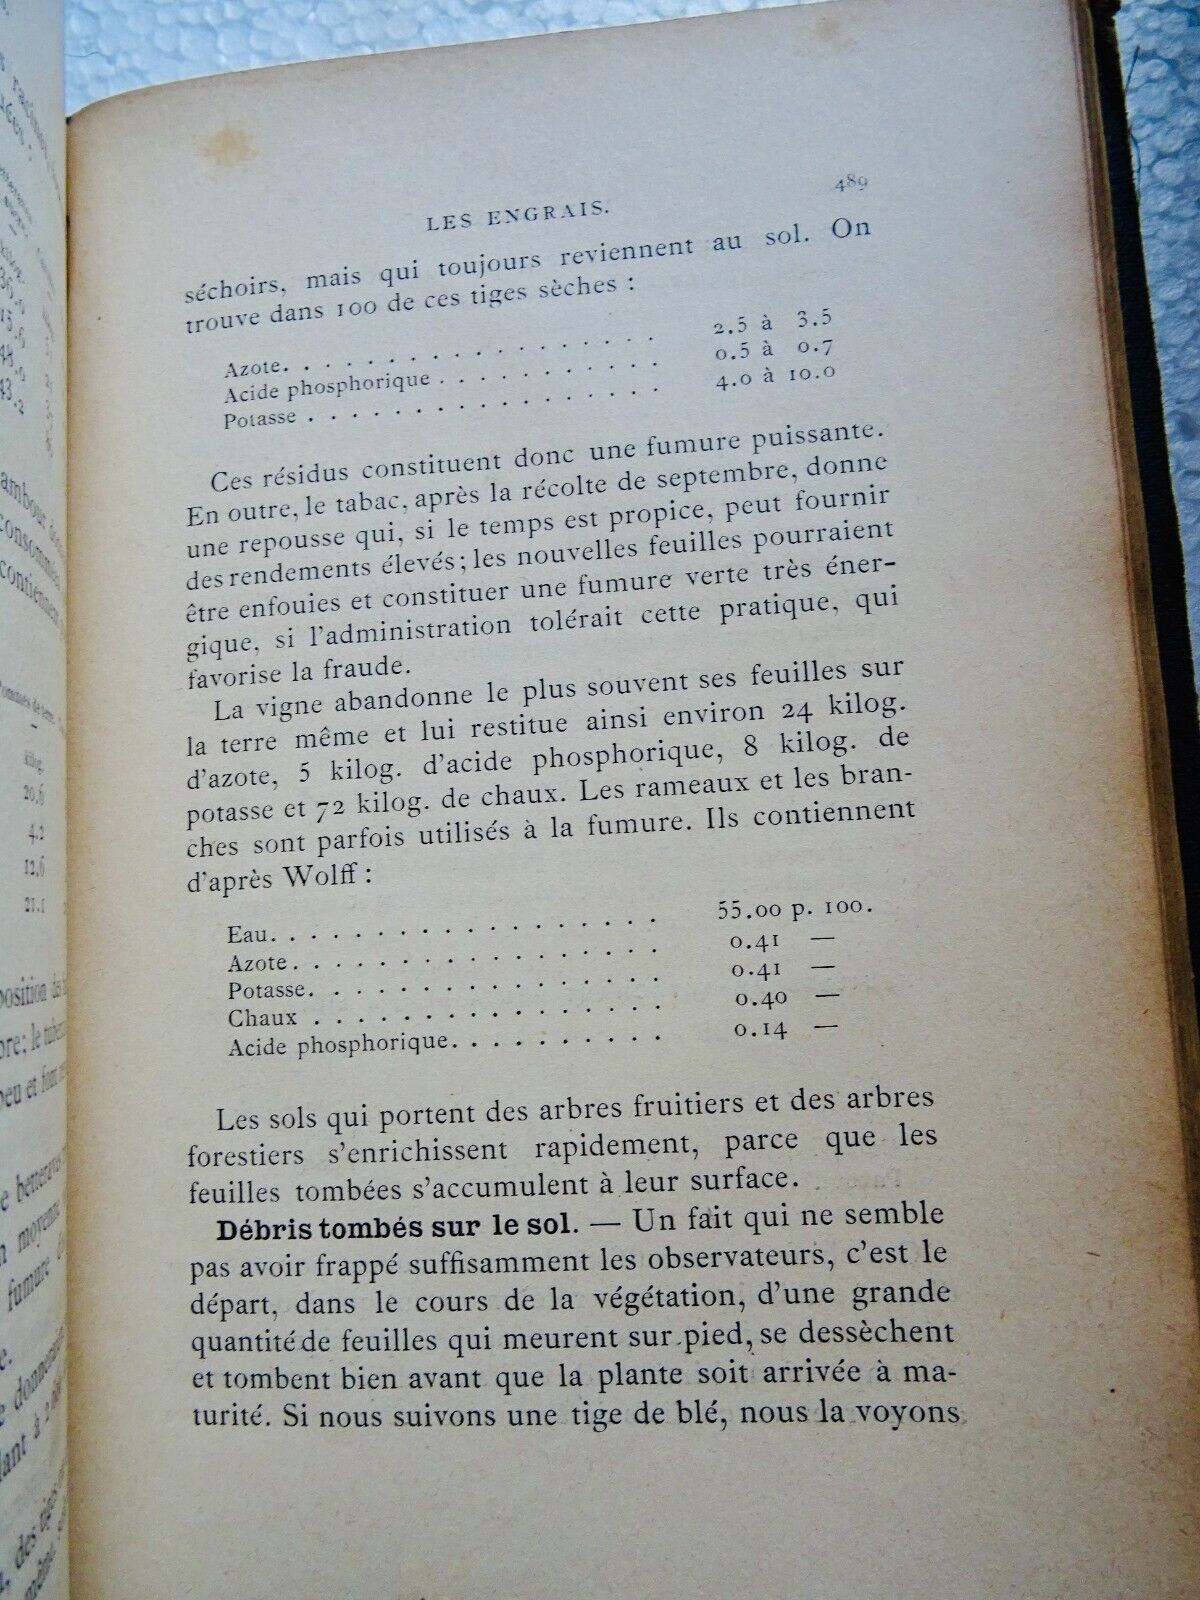 LES ENGRAIS.
489
séchoirs, mais qui toujours reviennent au sol. On
trouve dans 100 de ces tiges sèches :
Azote. . . . . . . . . . . . . . . . 2.5 à 3.5
Acide phosphorique . . . . . . . . . . 0.5 à 0.7
Potasse . . . . . . . . . . . . . . . . 4.0 à 10.0
Ces résidus constituent donc une fumure puissante.
En outre, le tabac, après la récolte de septembre, donne
une repousse qui, si le temps est propice, peut fournir
des rendements élevés; les nouvelles feuilles pourraient
être enfouies et constituer une fumure verte très éner-
gique, si l'administration tolérait cette pratique, qui
favorise la fraude.
La vigne abandonne le plus souvent ses feuilles sur
la terre même et lui restitue ainsi environ 24 kilog.
d'azote, 5 kilog. d'acide phosphorique, 8 kilog. de
potasse et 72 kilog. de chaux. Les rameaux et les bran-
ches sont parfois utilisés à la fumure. Ils contiennent
d'après Wolff :
Eau. . . . . . . . . . . . . . . . . 55.00 p. 100.
Azote. . . . . . . . . . . . . . . . 0.41 —
Potasse. . . . . . . . . . . . . . . 0.41 —
Chaux . . . . . . . . . . . . . . . 0.40 —
Acide phosphorique. . . . . . . . . . 0.14 —
Les sols qui portent des arbres fruitiers et des arbres
forestiers s'enrichissent rapidement, parce que les
feuilles tombées s'accumulent à leur surface.
Débris tombés sur le sol. — Un fait qui ne semble
pas avoir frappé suffisamment les observateurs, c'est le
départ, dans le cours de la végétation, d'une grande
quantité de feuilles qui meurent sur pied, se dessèchent
et tombent bien avant que la plante soit arrivée à ma-
turité. Si nous suivons une tige de blé, nous la voyons